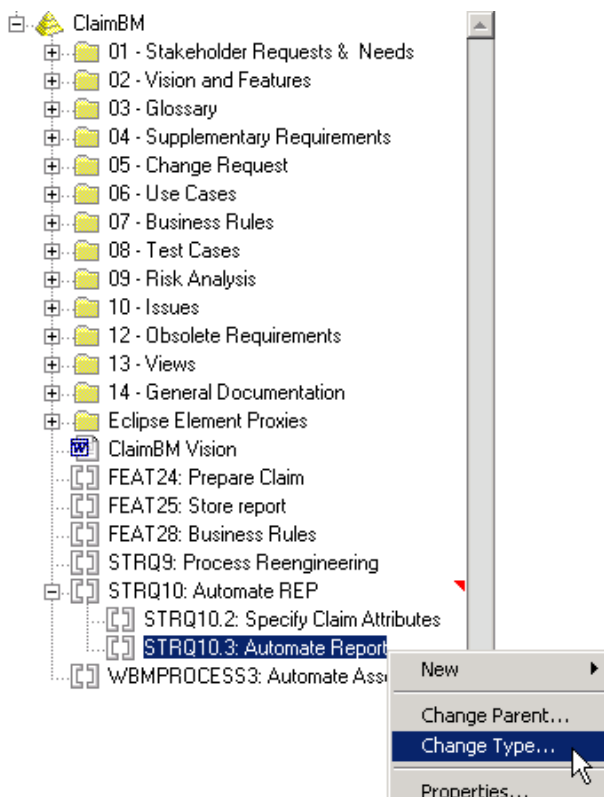 ClaimBM
01 - Stakeholder Requests & Needs
02 - Vision and Features
03 - Glossary
04 - Supplementary Requirements
05 - Change Request
06 - Use Cases
07 - Business Rules
08 - Test Cases
09 - Risk Analysis
10 - Issues
12 - Obsolete Requirements
13 - Views
14 - General Documentation
Eclipse Element Proxies
ClaimBM Vision
FEAT24: Prepare Claim
FEAT25: Store report
FEAT28: Business Rules
STRQ9: Process Reengineering
STRQ10: Automate REP
STRQ10.2: Specify Claim Attributes
STRQ10.3: Automate Report
WBMPROCESS3: Automate Ass
New
Change Parent...
Change Type...
Properties...